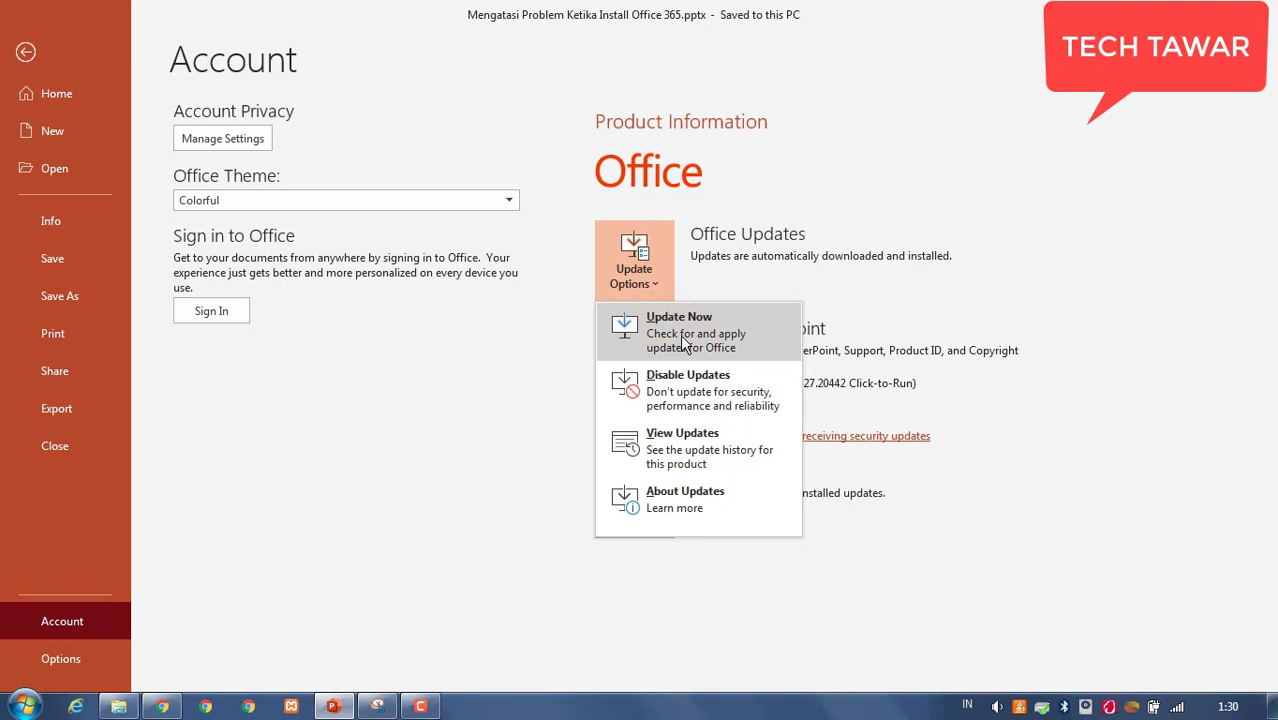 Mengatasi Problem Ketika Install Office 365.pptx - Saved to this PC
TECH TAWAR
Home
New
Open
Info
Save
Save As
Print
Share
Export
Close
Account
Options
Account
Account Privacy
Manage Settings
Office Theme:
Colorful
Sign in to Office
Get to your documents from anywhere by signing in to Office. Your
experience just gets better and more personalized on every device you
use.
Sign In
Product Information
Office
Update
Options
Office Updates
Updates are automatically downloaded and installed.
Update Now
Check for and apply
updates for Office
Disable Updates
Don't update for security,
performance and reliability
View Updates
See the update history for
this product
About Updates
Learn more
oint
erPoint, Support, Product ID, and Copyright
27.20442 Click-to-Run)
receiving security updates
nstalled updates.
IN
1:30